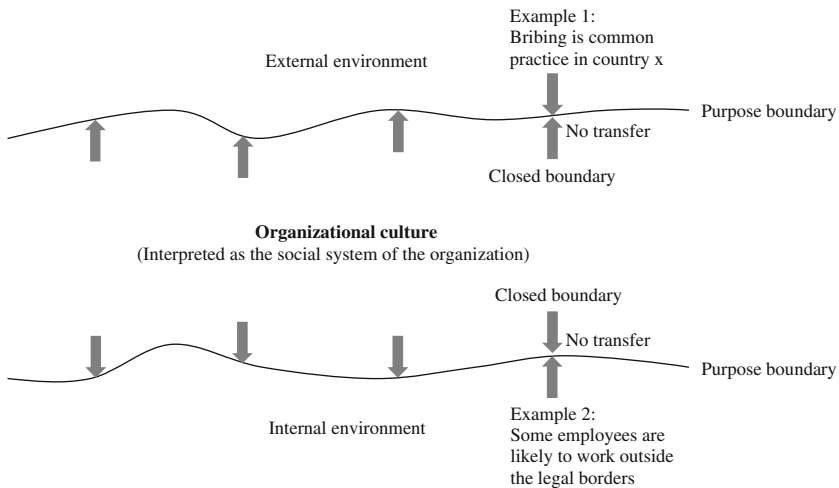 Example 1:
Bribing is common
practice in country x
External environment
Purpose boundary
No transfer
Closed boundary
Organizational culture
(Interpreted as the social system of the organization)
Closed boundary
No transfer
Purpose boundary
Internal environment
Example 2:
Some employees are
likely to work outside
the legal borders